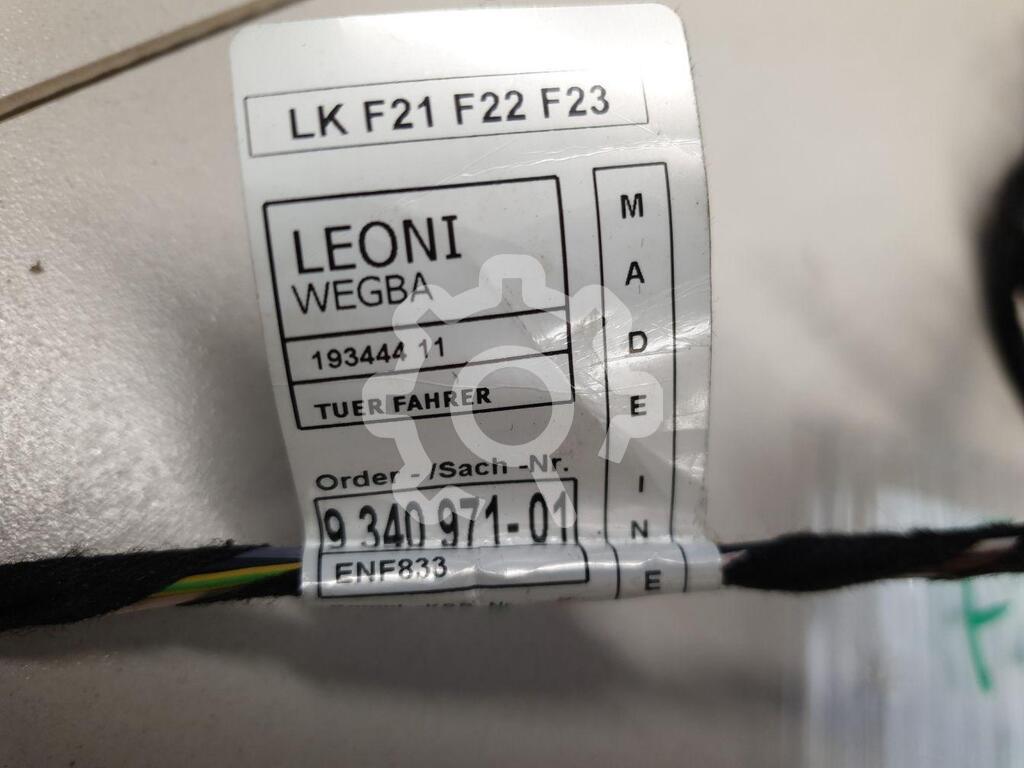 LK F21 F22 F23
LEONI
WEGBA
193444 11
TUER FAHRER
MADE IN E
Order - /Sach -Nr.
9 340 971-01
ENF833